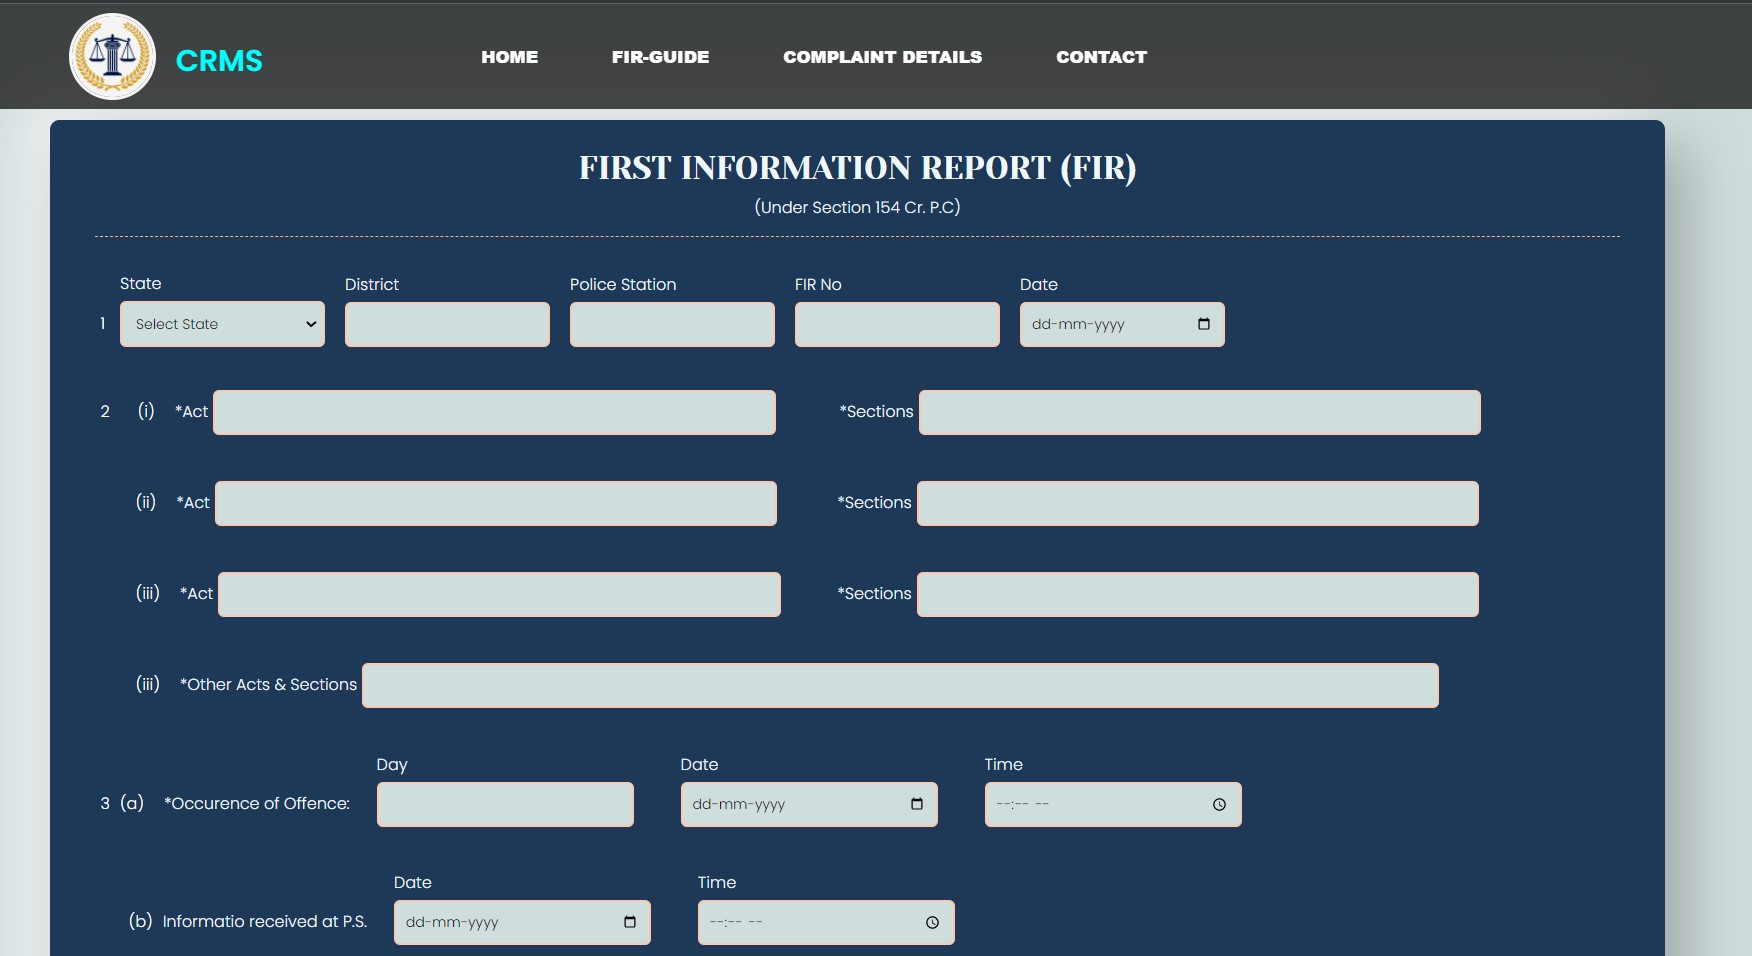 CRMS HOME FIR-GUIDE COMPLAINT DETAILS CONTACT
FIRST INFORMATION REPORT (FIR)
(Under Section 154 Cr. P.C)
State District Police Station FIR No Date
1 Select State dd-mm-yyyy
2 (i) *Act *Sections
(ii) *Act *Sections
(iii) *Act *Sections
(iii) *Other Acts & Sections
Day Date Time
3 (a) *Occurence of Offence: dd-mm-yyyy --:-- --
Date Time
(b) Informatio received at P.S. dd-mm-yyyy --:-- --